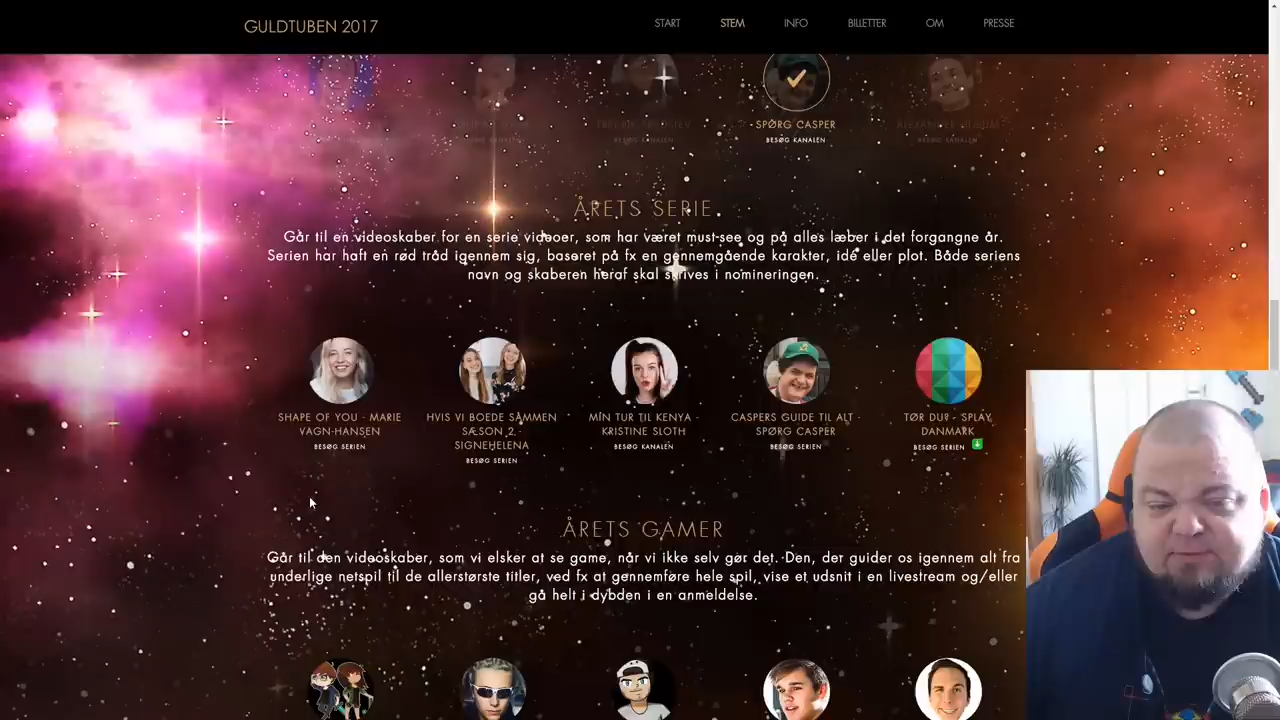 GULDTUBEN 2017
START STEM INFO BILLETTER OM PRESSE
SPØRG CASPER
BESØG KANALEN
BESØG KANALEN
ÅRETS SERIE
Går til en videoskaber for en serie videoer, som har været must-see og på alles læber i det forgangne år.
Serien har haft en rød tråd igennem sig, baseret på fx en gennemgående karakter, idé eller plot. Både seriens
navn og skaberen heraf skal skrives i nomineringen.
SHAPE OF YOU - MARIE
VAGN-HANSEN
BESØG SERIEN
HVIS VI BOEDE SAMMEN
SÆSON 2 -
SIGNEHELENA
BESØG SERIEN
MIN TUR TIL KENYA -
KRISTINE SLOTH
BESØG KANALEN
CASPERS GUIDE TIL ALT -
SPØRG CASPER
BESØG SERIEN
TØR DU? - SPLAY
DANMARK
BESØG SERIEN
ÅRETS GAMER
Går til den videoskaber, som vi elsker at se game, når vi ikke selv gør det. Den, der guider os igennem alt fra
underlige netspil til de allerstørste titler, ved fx at gennemføre hele spil, vise et udsnit i en livestream og/eller
gå helt i dybden i en anmeldelse.